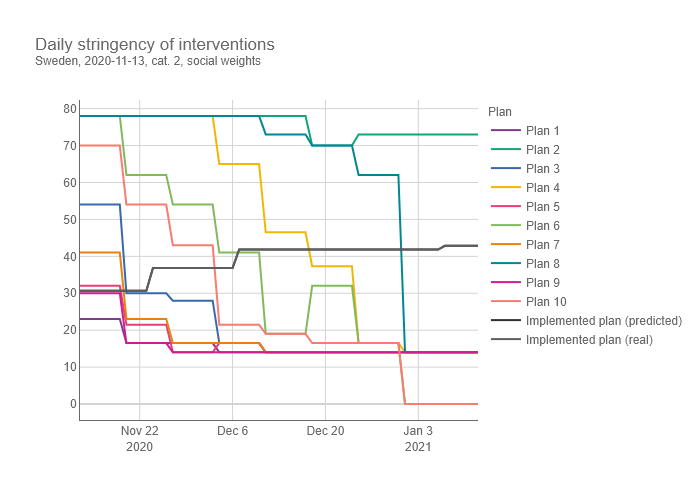 Daily stringency of interventions
Sweden, 2020-11-13, cat. 2, social weights
80
70
60
50
40
30
20
10
0
Nov 22
2020
Dec 6
Dec 20
Jan 3
2021
Plan
Plan 1
Plan 2
Plan 3
Plan 4
Plan 5
Plan 6
Plan 7
Plan 8
Plan 9
Plan 10
Implemented plan (predicted)
Implemented plan (real)